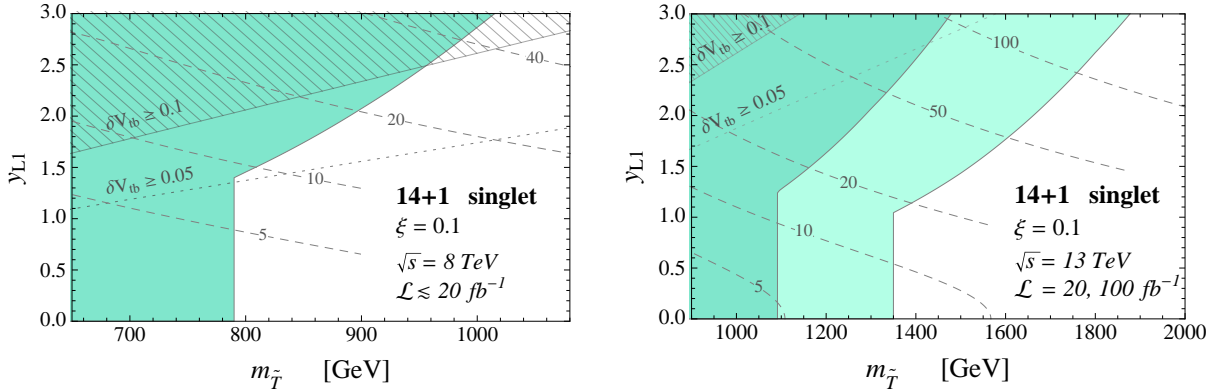 3.0
2.5
2.0
1.5
1.0
0.5
0.0
y_L1
700 800 900 1000
m_T̃ [GeV]
δV_tb ≥ 0.1
δV_tb ≥ 0.05
40
20
10
5
14+1 singlet
ξ = 0.1
√s = 8 TeV
ℒ ≲ 20 fb⁻¹
3.0
2.5
2.0
1.5
1.0
0.5
0.0
y_L1
1000 1200 1400 1600 1800 2000
m_T̃ [GeV]
δV_tb ≥ 0.1
δV_tb ≥ 0.05
100
50
20
10
5
14+1 singlet
ξ = 0.1
√s = 13 TeV
ℒ = 20, 100 fb⁻¹